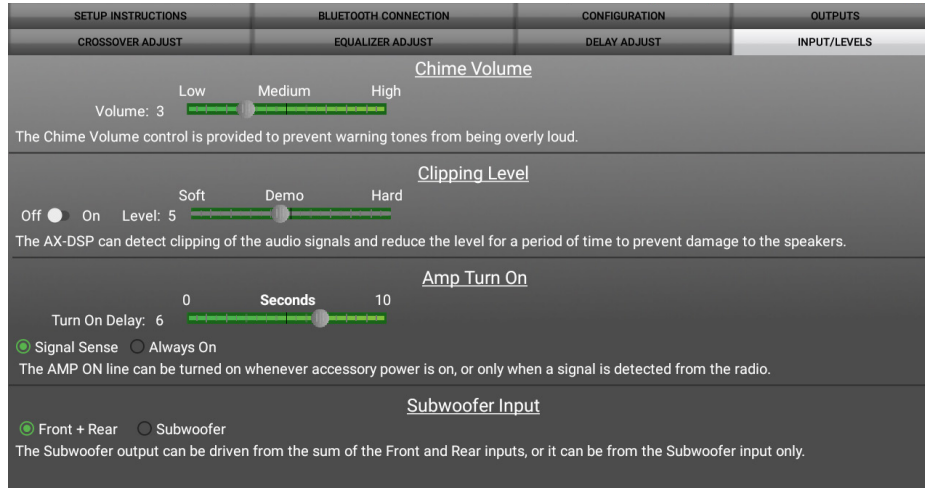 SETUP INSTRUCTIONS BLUETOOTH CONNECTION CONFIGURATION OUTPUTS
CROSSOVER ADJUST EQUALIZER ADJUST DELAY ADJUST INPUT/LEVELS
Chime Volume
Low Medium High
Volume: 3
The Chime Volume control is provided to prevent warning tones from being overly loud.
Clipping Level
Soft Demo Hard
Off On Level: 5
The AX-DSP can detect clipping of the audio signals and reduce the level for a period of time to prevent damage to the speakers.
Amp Turn On
0 Seconds 10
Turn On Delay: 6
Signal Sense Always On
The AMP ON line can be turned on whenever accessory power is on, or only when a signal is detected from the radio.
Subwoofer Input
Front + Rear Subwoofer
The Subwoofer output can be driven from the sum of the Front and Rear inputs, or it can be from the Subwoofer input only.